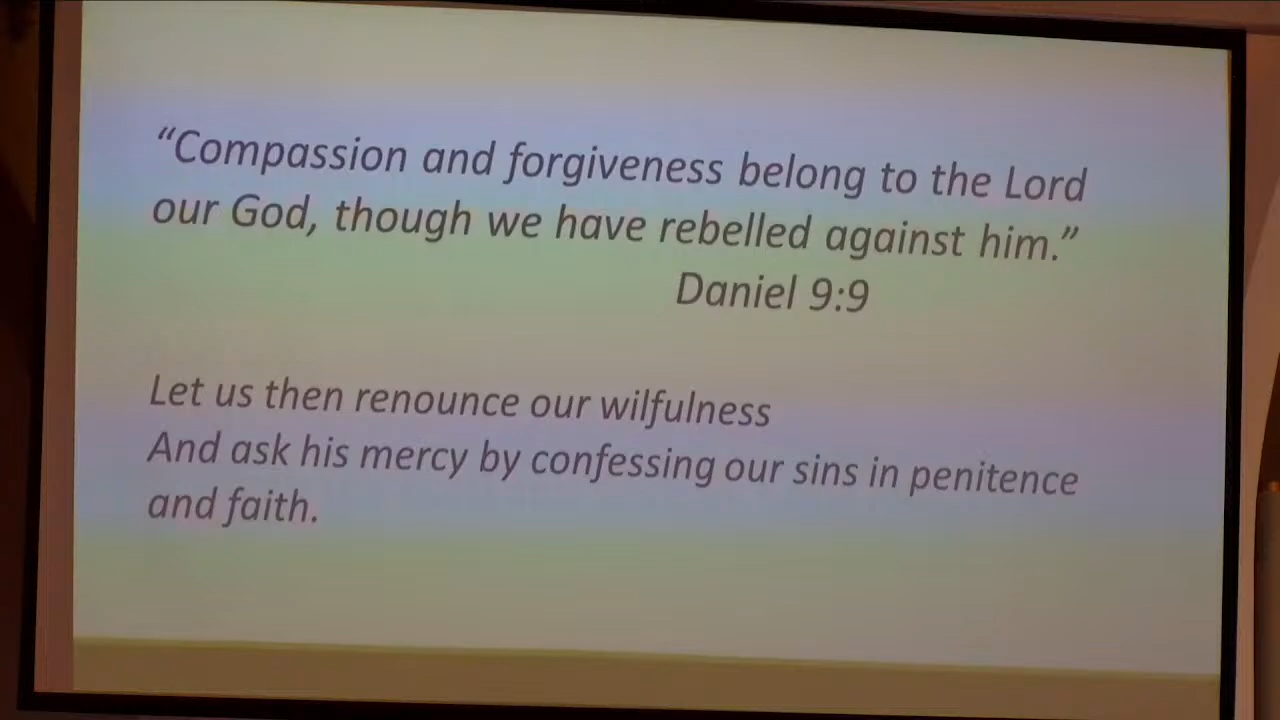 “Compassion and forgiveness belong to the Lord
our God, though we have rebelled against him.”
Daniel 9:9
Let us then renounce our wilfulness
And ask his mercy by confessing our sins in penitence
and faith.